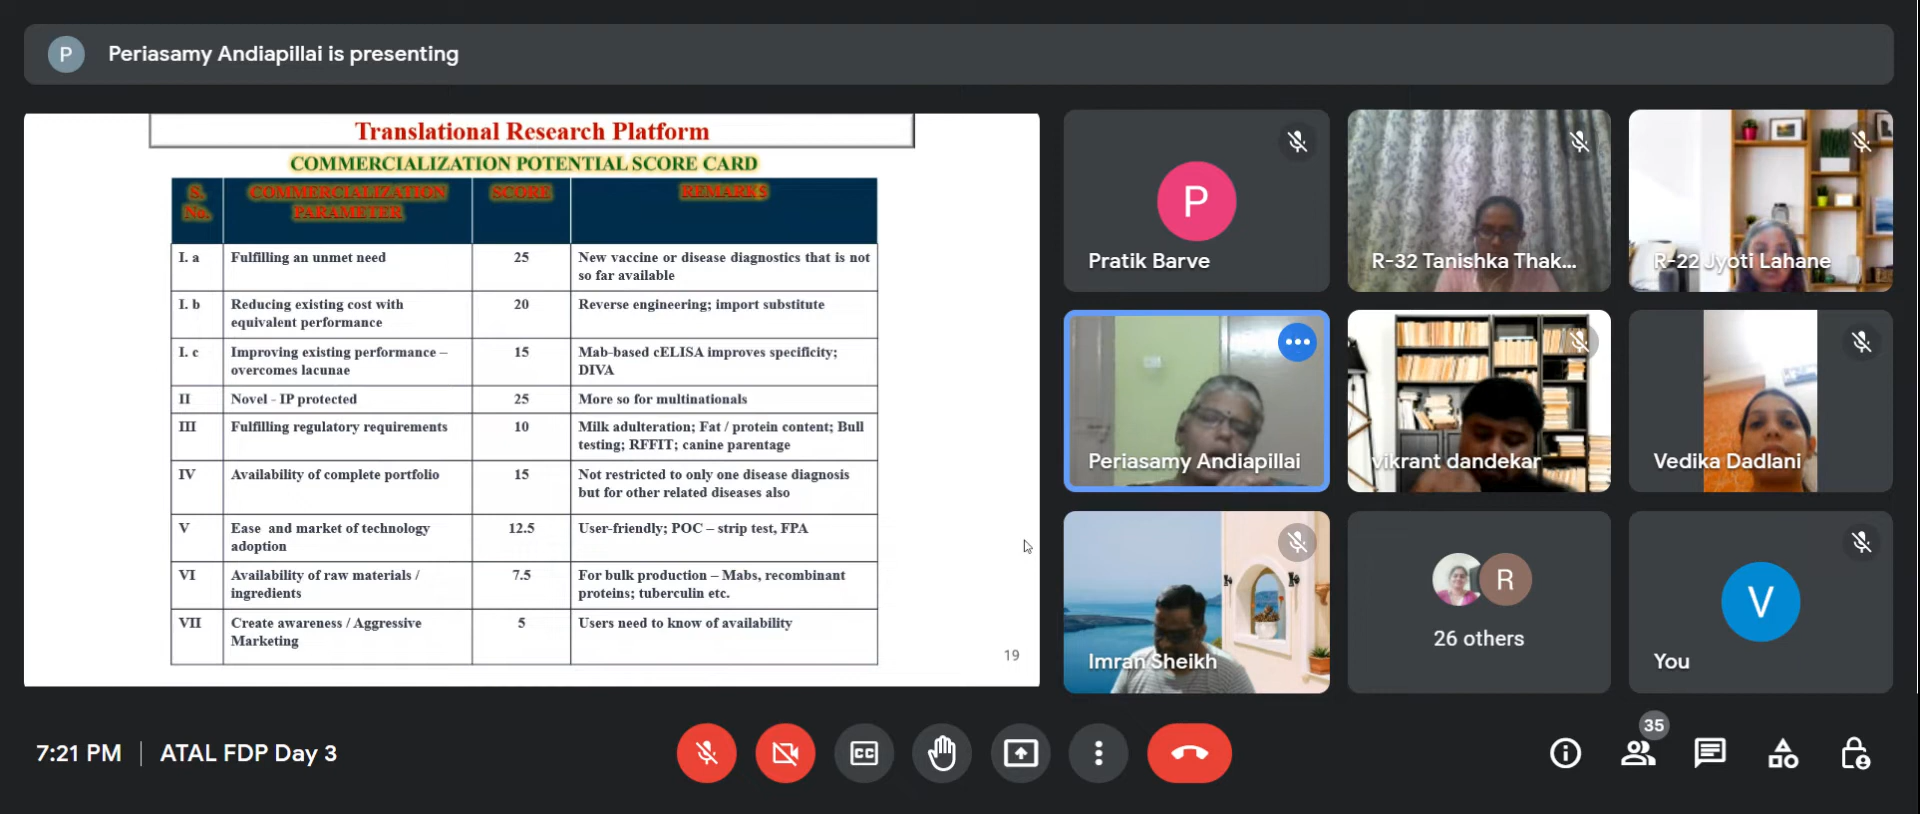 P
Periasamy Andiapillai is presenting
Translational Research Platform
COMMERCIALIZATION POTENTIAL SCORE CARD
S. No.
COMMERCIALIZATION PARAMETER
SCORE
REMARKS
I. a
Fulfilling an unmet need
25
New vaccine or disease diagnostics that is not
so far available
I. b
Reducing existing cost with
equivalent performance
20
Reverse engineering; import substitute
I. c
Improving existing performance –
overcomes lacunae
15
Mab-based cELISA improves specificity;
DIVA
II
Novel - IP protected
25
More so for multinationals
III
Fulfilling regulatory requirements
10
Milk adulteration; Fat / protein content; Bull
testing; RFFIT; canine parentage
IV
Availability of complete portfolio
15
Not restricted to only one disease diagnosis
but for other related diseases also
V
Ease and market of technology
adoption
12.5
User-friendly; POC – strip test, FPA
VI
Availability of raw materials /
ingredients
7.5
For bulk production – Mabs, recombinant
proteins; tuberculin etc.
VII
Create awareness / Aggressive
Marketing
5
Users need to know of availability
19
P
Pratik Barve
R-32 Tanishka Thak...
R-22 Jyoti Lahane
Periasamy Andiapillai
vikrant dandekar
Vedika Dadlani
Imran Sheikh
R
26 others
V
You
7:21 PM
ATAL FDP Day 3
CC
35